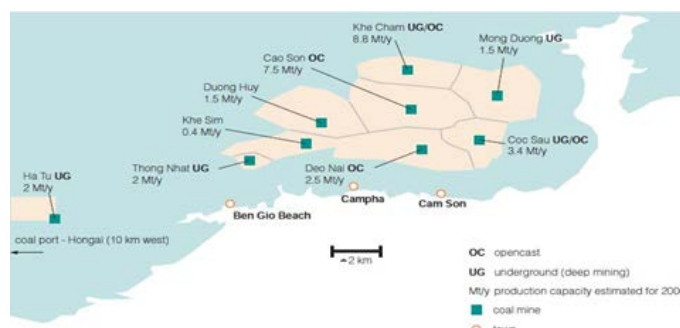 Khe Cham UG/OC
8.8 Mt/y
Mong Duong UG
1.5 Mt/y
Cao Son OC
7.5 Mt/y
Duong Huy
1.5 Mt/y
Khe Sim
0.4 Mt/y
Coc Sau UG/OC
3.4 Mt/y
Thong Nhat UG
2 Mt/y
Deo Nai OC
2.5 Mt/y
Ha Tu UG
2 Mt/y
Campha
Cam Son
Ben Gio Beach
coal port - Hongai (10 km west)
2 km
OC opencast
UG underground (deep mining)
Mt/y production capacity estimated for 200
coal mine